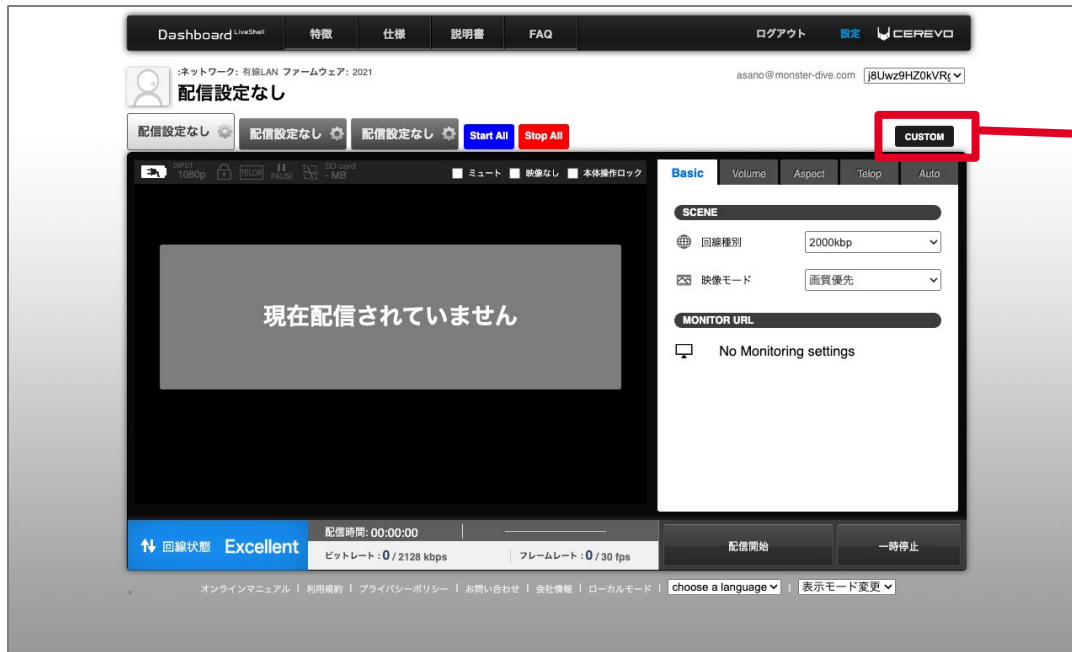 Dashboard LiveShell 特徴 仕様 説明書 FAQ ログアウト 設定 CEREVO
:ネットワーク: 有線LAN ファームウェア: 2021
配信設定なし
asano@monster-dive.com
配信設定なし 配信設定なし 配信設定なし Start All Stop All CUSTOM
INPUT 1080p TELOP PAUSE SD card - MB ミュート 映像なし 本体操作ロック
Basic Volume Aspect Telop Auto
SCENE
回線種別 2000kbp
映像モード 画質優先
現在配信されていません
MONITOR URL
No Monitoring settings
回線状態 Excellent
配信時間: 00:00:00
ビットレート : 0 / 2128 kbps フレームレート : 0 / 30 fps
配信開始 一時停止
オンラインマニュアル | 利用規約 | プライバシーポリシー | お問い合わせ | 会社情報 | ローカルモード | choose a language | 表示モード変更